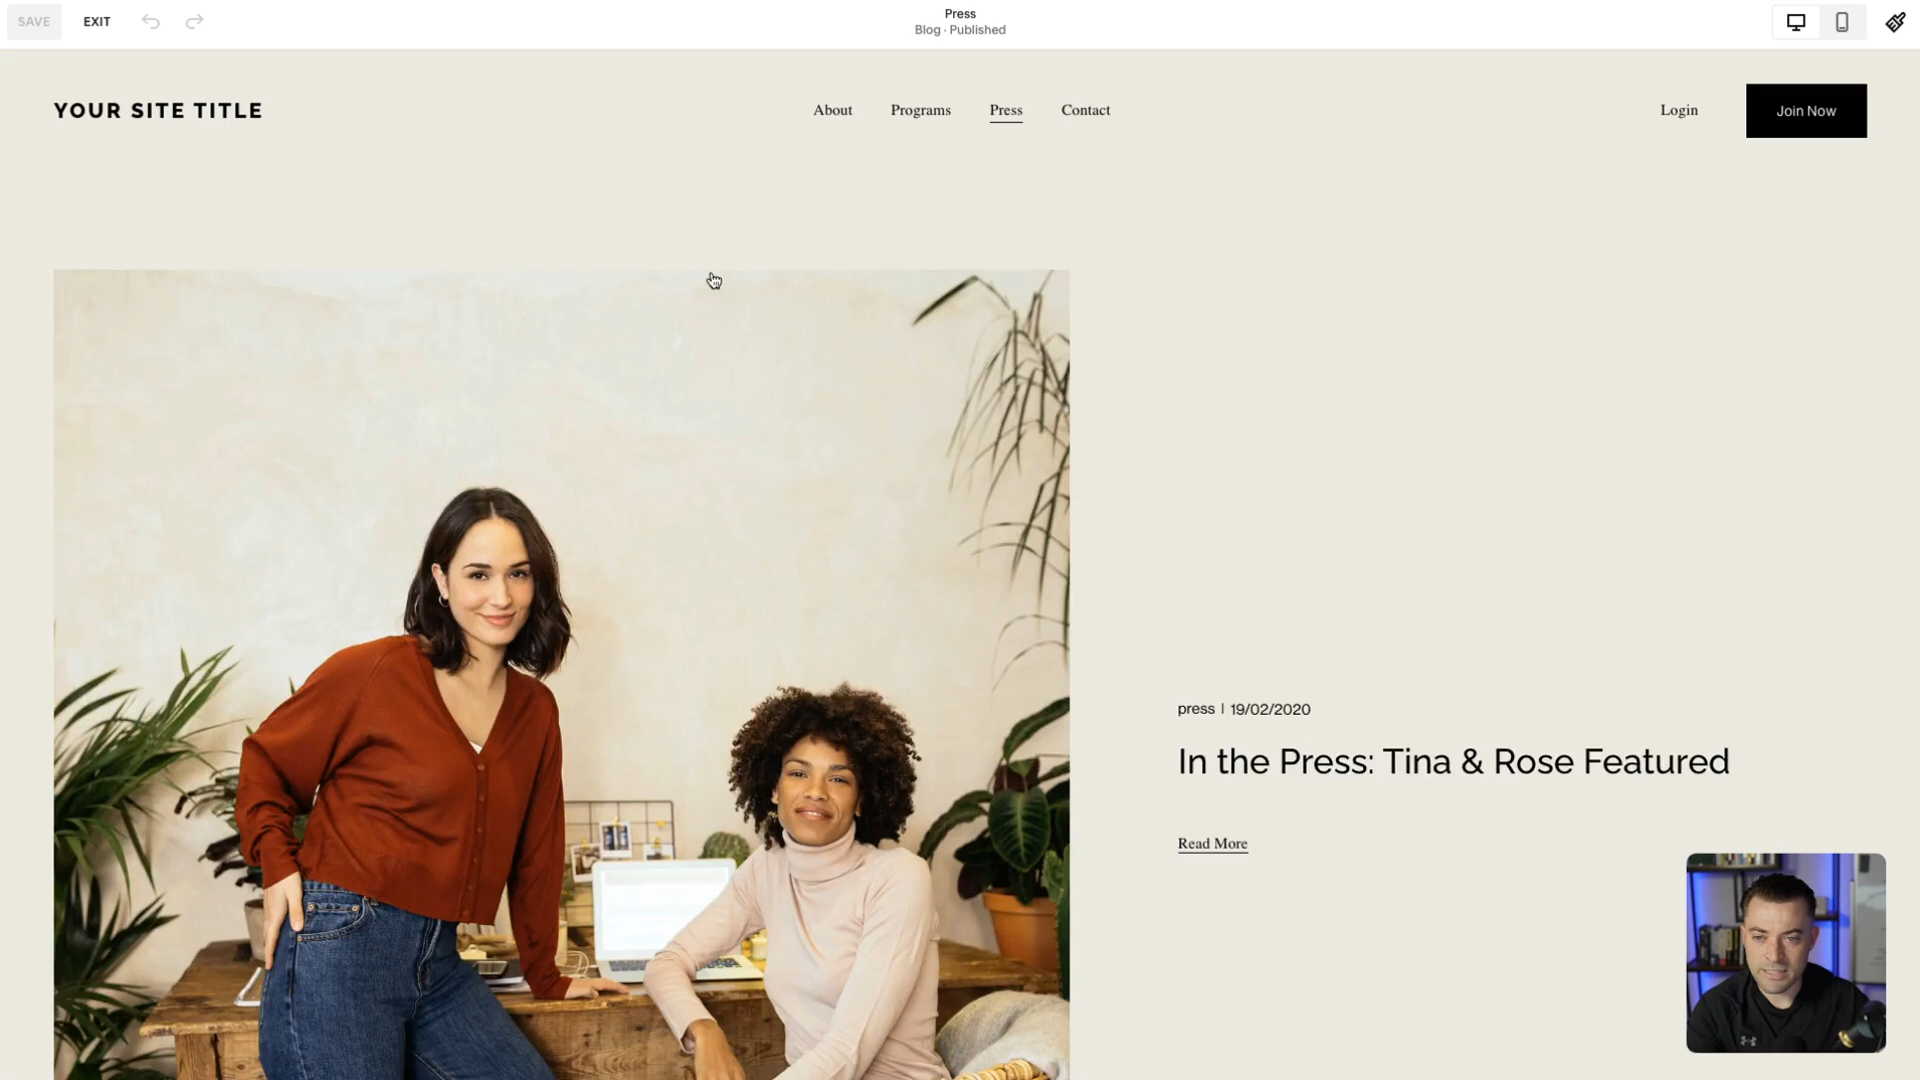 SAVE EXIT
Press
Blog · Published
YOUR SITE TITLE
About Programs Press Contact
Login
Join Now
press | 19/02/2020
In the Press: Tina & Rose Featured
Read More